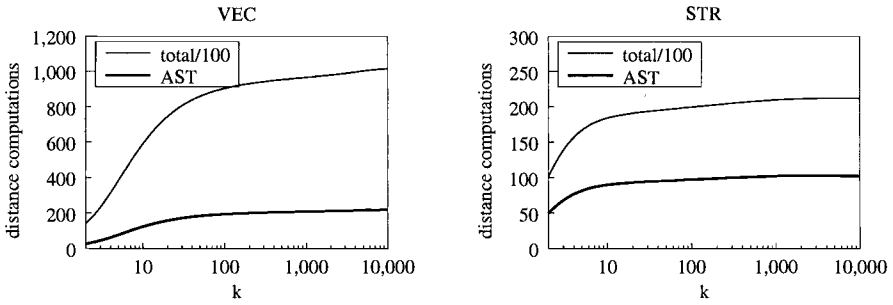 VEC
distance computations
1,200
1,000
800
600
400
200
0
total/100
AST
10 100 1,000 10,000
k
STR
distance computations
300
250
200
150
100
50
0
total/100
AST
10 100 1,000 10,000
k